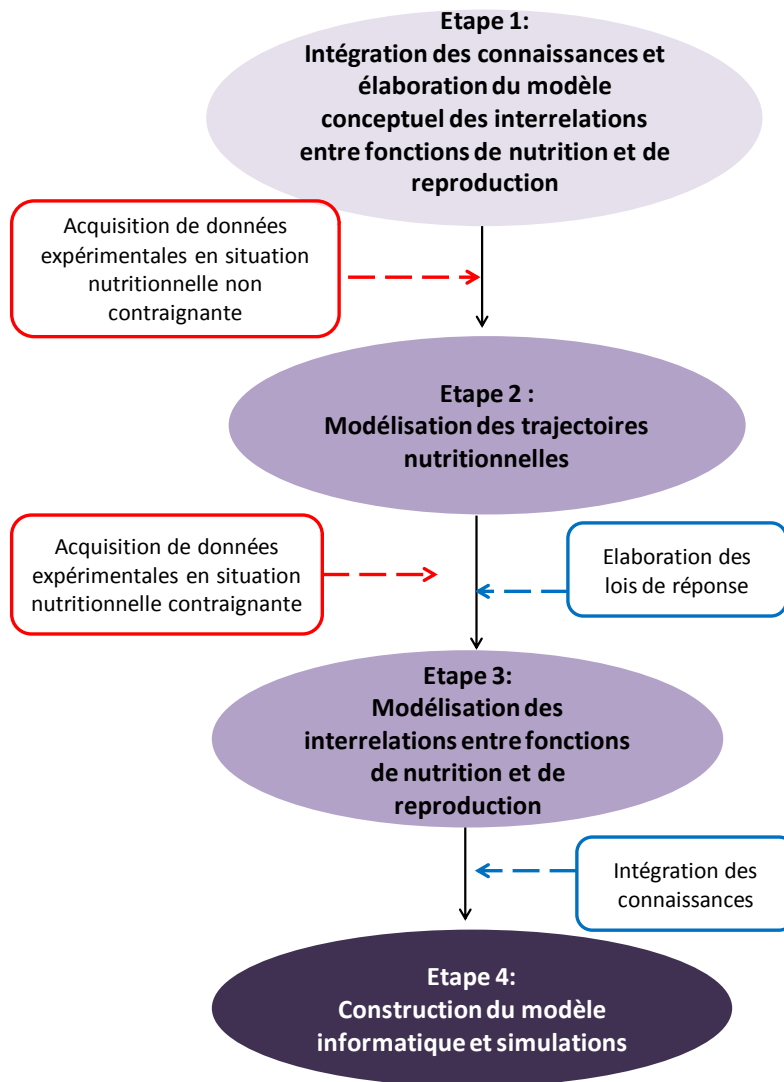 Etape 1:
Intégration des connaissances et
élaboration du modèle
conceptuel des interrelations
entre fonctions de nutrition et de
reproduction
Acquisition de données
expérimentales en situation
nutritionnelle non
contraignante
Etape 2 :
Modélisation des trajectoires
nutritionnelles
Acquisition de données
expérimentales en situation
nutritionnelle contraignante
Elaboration des
lois de réponse
Etape 3:
Modélisation des
interrelations entre fonctions
de nutrition et de
reproduction
Intégration des
connaissances
Etape 4:
Construction du modèle
informatique et simulations